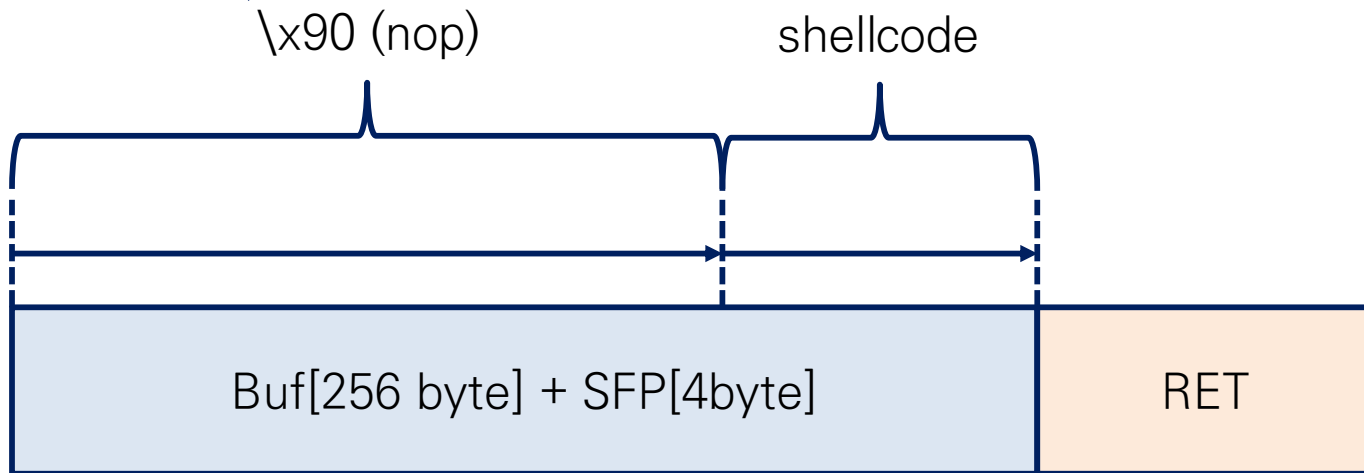 \x90 (nop)
shellcode
Buf[256 byte] + SFP[4byte]
RET